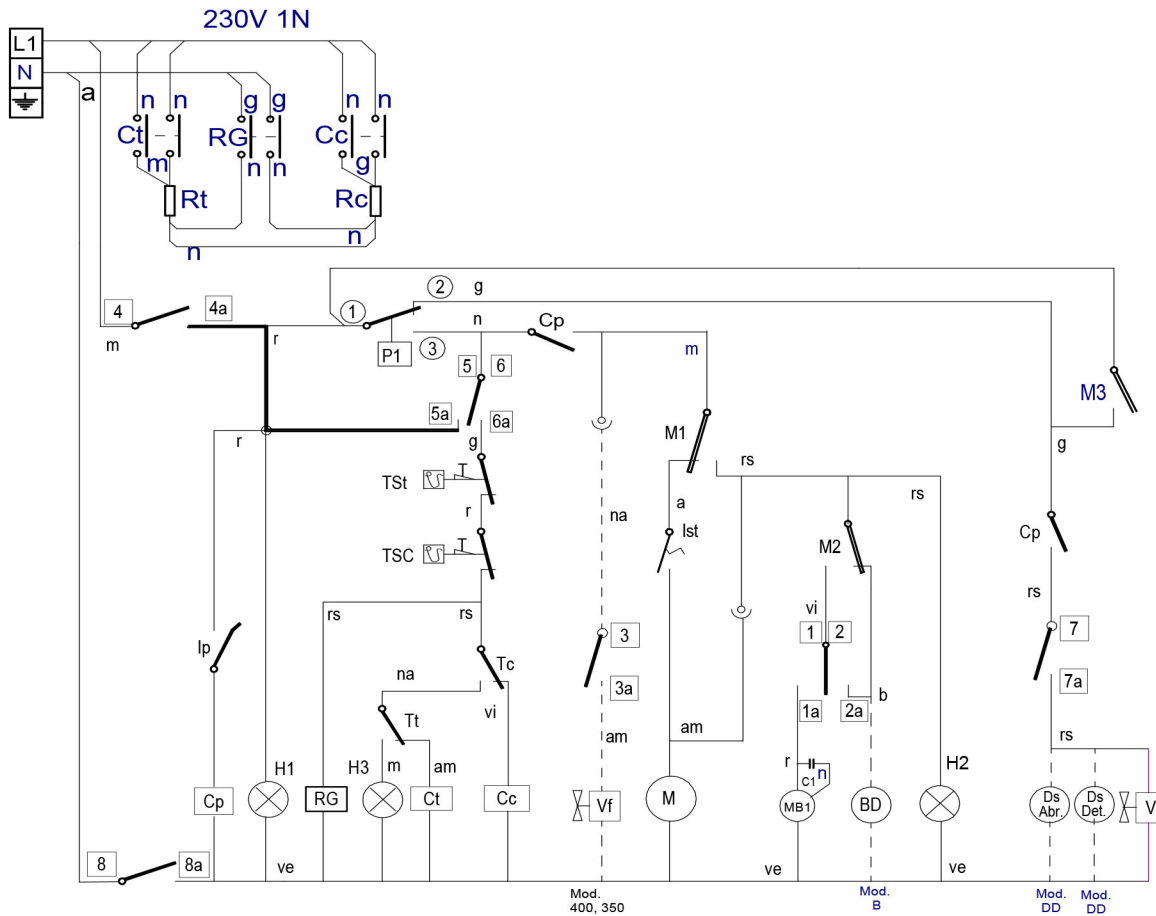 230V 1N
L1
N
a
n
n
g
g
n
n
Ct
RG
Cc
m
n
n
g
Rt
Rc
n
n
4
4a
1
2
g
m
r
P1
3
n
Cp
m
M3
5
6
5a
6a
r
g
M1
rs
rs
g
TSt
T
r
na
a
Ist
M2
Cp
TSC
T
rs
rs
vi
rs
Ip
3
1
2
7
Tc
na
vi
3a
1a
2a
b
7a
Tt
am
am
rs
H1
H3
m
am
r
C1
n
H2
Cp
RG
Ct
Cc
Vf
M
MB1
BD
Ds
Abr.
Ds
Det.
V
8
8a
ve
ve
ve
Mod.
400, 350
Mod.
B
Mod.
DD
Mod.
DD